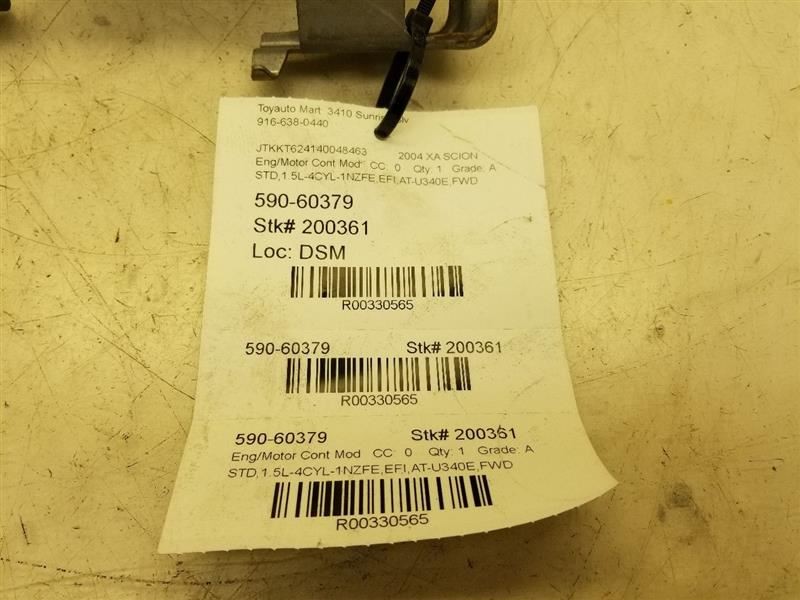 Toyauto Mart 3410
916-638-0440
JTKKT624140048463 2004 XA SCION
Eng/Motor Cont Mod CC: 0 Qty: 1 Grade: A
STD,1.5L-4CYL-1NZFE,EFI,AT-U340E,FWD
590-60379
Stk# 200361
Loc: DSM
R00330565
590-60379 Stk# 200361
R00330565
590-60379 Stk# 200361
Eng/Motor Cont Mod CC: 0 Qty: 1 Grade: A
STD,1.5L-4CYL-1NZFE,EFI,AT-U340E,FWD
R00330565